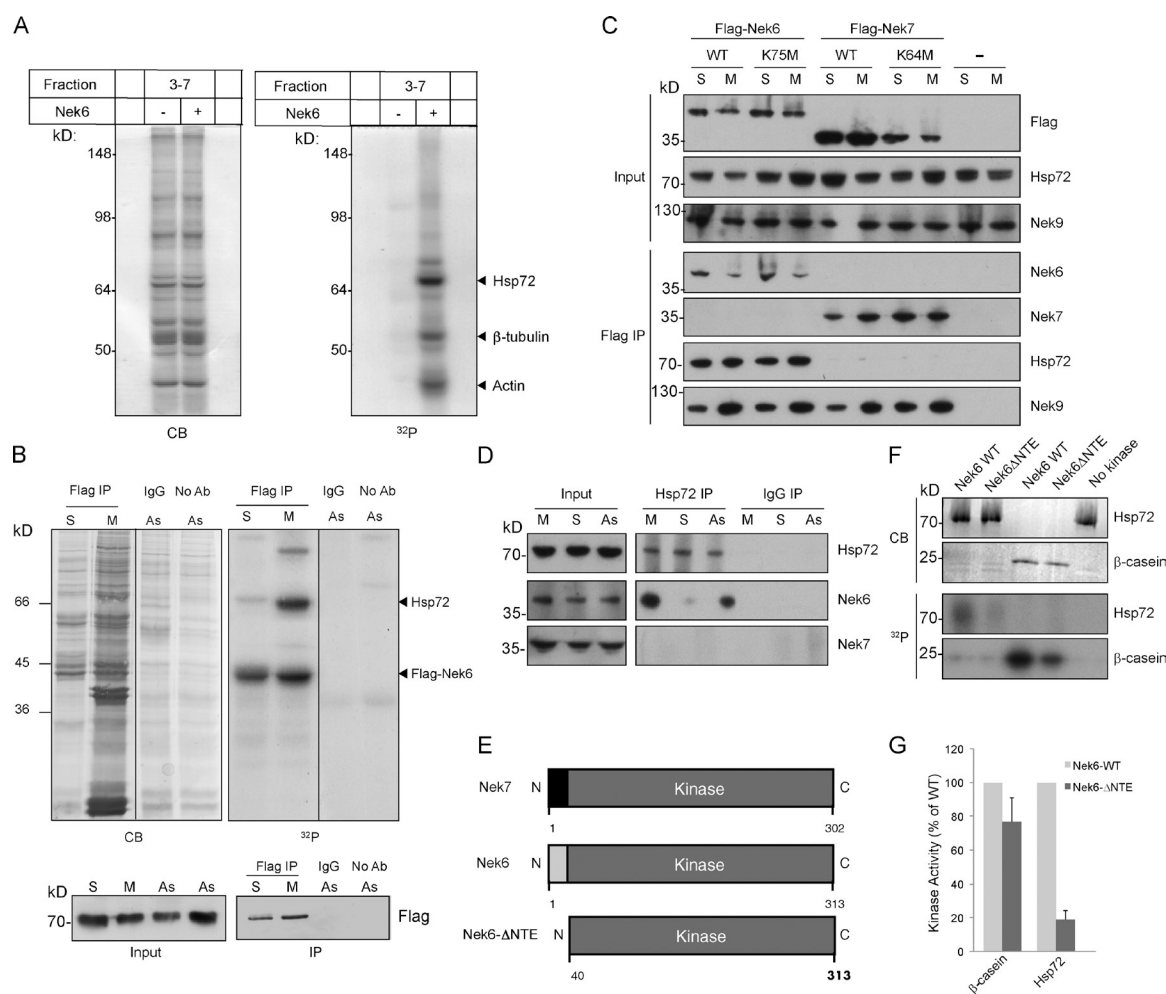 A
Fraction 3-7
Nek6 - +
kD:
148
98
64
50
CB
Fraction 3-7
Nek6 - +
kD:
148
98
64
50
Hsp72
β-tubulin
Actin
32P
B
Flag IP IgG No Ab
S M As As
kD
66
45
36
CB
Flag IP IgG No Ab
S M As As
Hsp72
Flag-Nek6
32P
kD
S M As As
70-
Input
Flag IP IgG No Ab
S M As As
Flag
IP
C
Flag-Nek6 Flag-Nek7
WT K75M WT K64M –
kD S M S M S M S M S M
Input
35- Flag
70- Hsp72
130- Nek9
Flag IP
35- Nek6
35- Nek7
70- Hsp72
130- Nek9
D
Input Hsp72 IP IgG IP
kD M S As M S As M S As
70- Hsp72
35- Nek6
35- Nek7
E
Nek7 N Kinase C
1 302
Nek6 N Kinase C
1 313
Nek6-ΔNTE N Kinase C
40 313
F
Nek6 WT Nek6ΔNTE Nek6 WT Nek6ΔNTE No kinase
kD
CB
70- Hsp72
25- β-casein
32P
70- Hsp72
25- β-casein
G
Kinase Activity (% of WT)
120
100
80
60
40
20
0
Nek6-WT
Nek6-ΔNTE
β-casein Hsp72